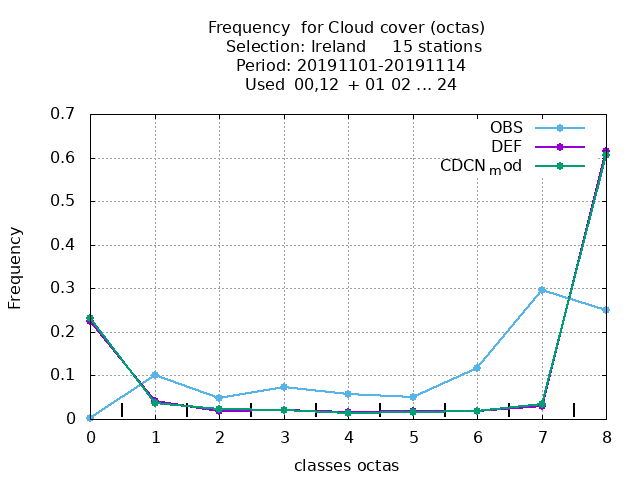 Frequency for Cloud cover (octas)
Selection: Ireland 15 stations
Period: 20191101-20191114
Used 00,12 + 01 02 ... 24
OBS
DEF
CDCN_mod
0.7
0.6
0.5
0.4
0.3
0.2
0.1
0
Frequency
0 1 2 3 4 5 6 7 8
classes octas